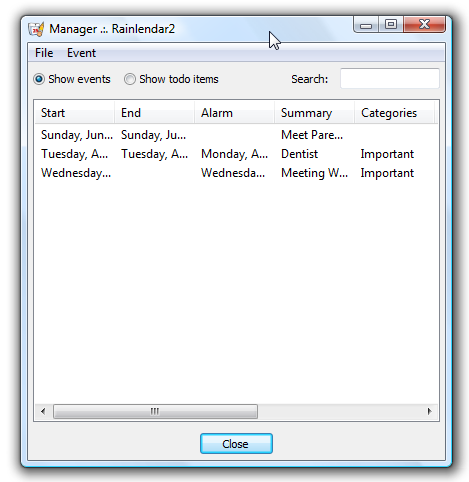 Manager .:. Rainlendar2
File Event
Show events Show todo items Search:
Start End Alarm Summary Categories
Sunday, Jun... Sunday, Ju... Meet Pare...
Tuesday, A... Tuesday, A... Monday, A... Dentist Important
Wednesday... Wednesda... Meeting W... Important
Close